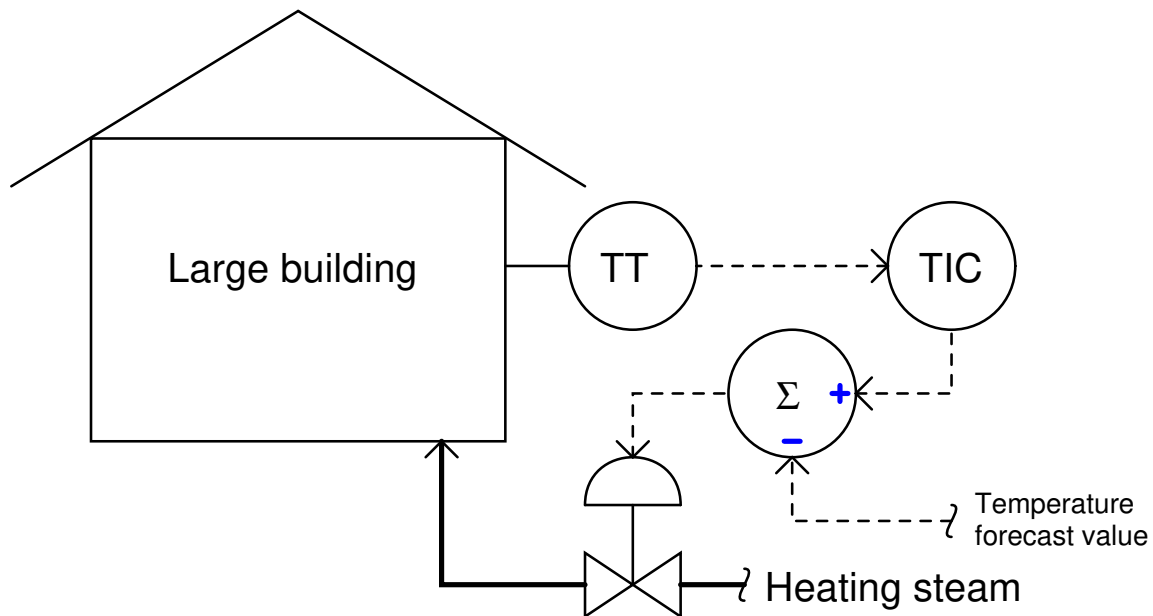 Large building
TT
TIC
Σ
+
−
Temperature
forecast value
Heating steam